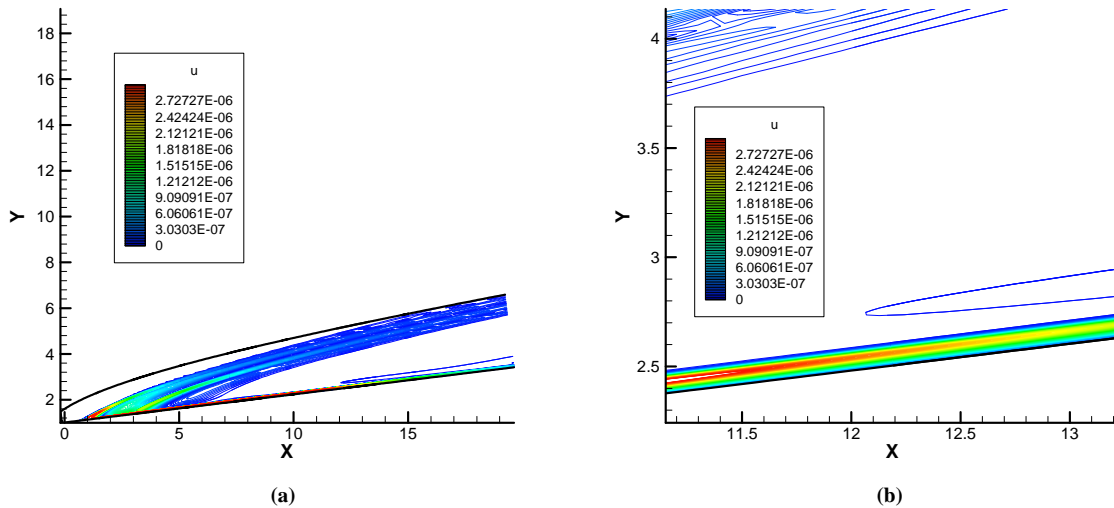 X
Y
0 5 10 15
2
4
6
8
10
12
14
16
18
u
2.72727E-06
2.42424E-06
2.12121E-06
1.81818E-06
1.51515E-06
1.21212E-06
9.09091E-07
6.06061E-07
3.0303E-07
0
(a)
X
Y
11.5 12 12.5 13
2.5
3
3.5
4
u
2.72727E-06
2.42424E-06
2.12121E-06
1.81818E-06
1.51515E-06
1.21212E-06
9.09091E-07
6.06061E-07
3.0303E-07
0
(b)